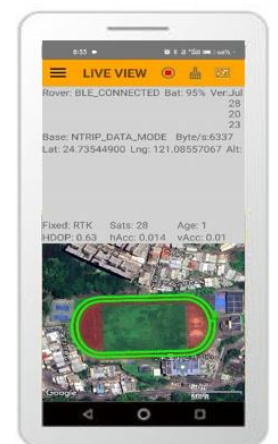 8:53
LIVE VIEW
Rover: BLE_CONNECTED Bat: 95% Ver:Jul
28
20
23
Base: NTRIP_DATA_MODE Byte/s:6337
Lat: 24.73544900 Lng: 121.08557067 Alt:
Fixed: RTK Sats: 28 Age: 1
HDOP: 0.63 hAcc: 0.014 vAcc: 0.01
Google